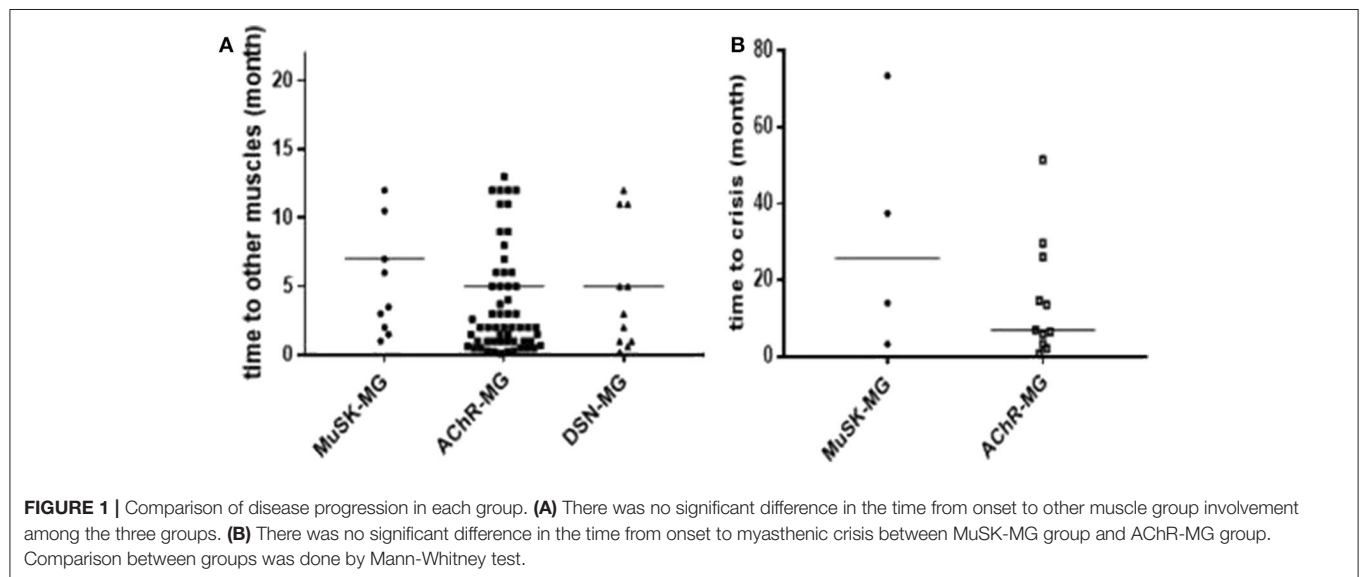 A
time to other muscles (month)
20
15
10
5
0
MuSK-MG
AChR-MG
DSN-MG
B
time to crisis (month)
80
60
40
20
0
MuSK-MG
AChR-MG
FIGURE 1 | Comparison of disease progression in each group. (A) There was no significant difference in the time from onset to other muscle group involvement
among the three groups. (B) There was no significant difference in the time from onset to myasthenic crisis between MuSK-MG group and AChR-MG group.
Comparison between groups was done by Mann-Whitney test.